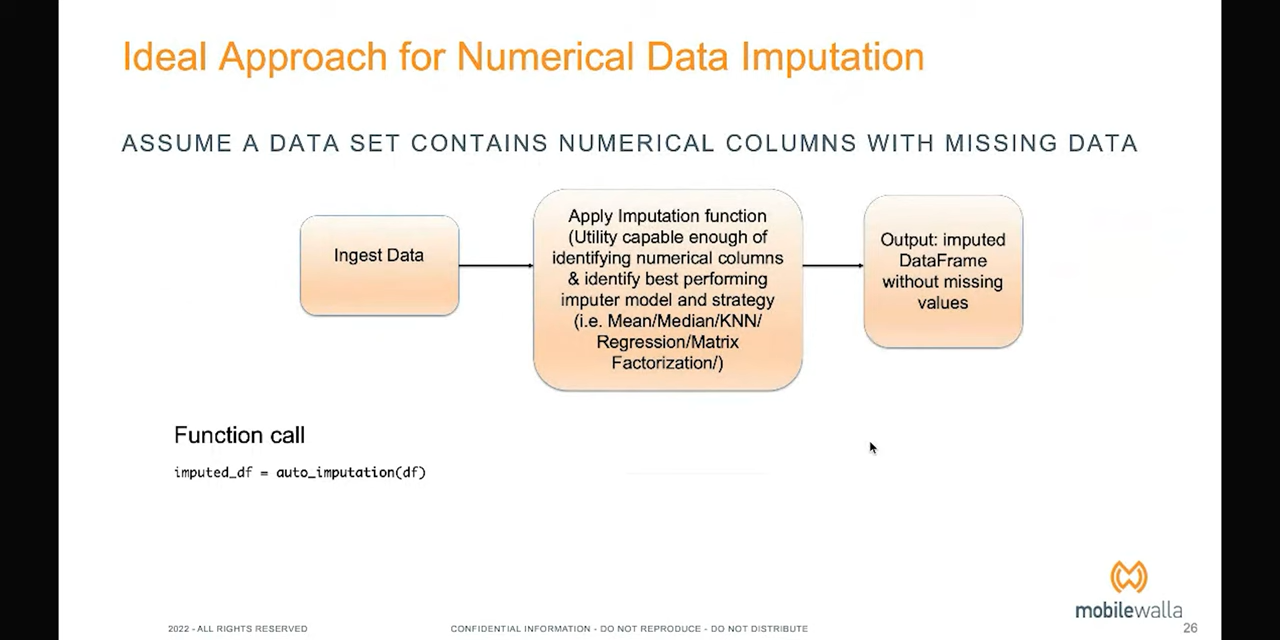 Ideal Approach for Numerical Data Imputation
ASSUME A DATA SET CONTAINS NUMERICAL COLUMNS WITH MISSING DATA
Ingest Data
Apply Imputation function
(Utility capable enough of
identifying numerical columns
& identify best performing
imputer model and strategy
(i.e. Mean/Median/KNN/
Regression/Matrix
Factorization/)
Output: imputed
DataFrame
without missing
values
Function call
imputed_df = auto_imputation(df)
mobilewalla
2022 - ALL RIGHTS RESERVED
CONFIDENTIAL INFORMATION - DO NOT REPRODUCE - DO NOT DISTRIBUTE
26